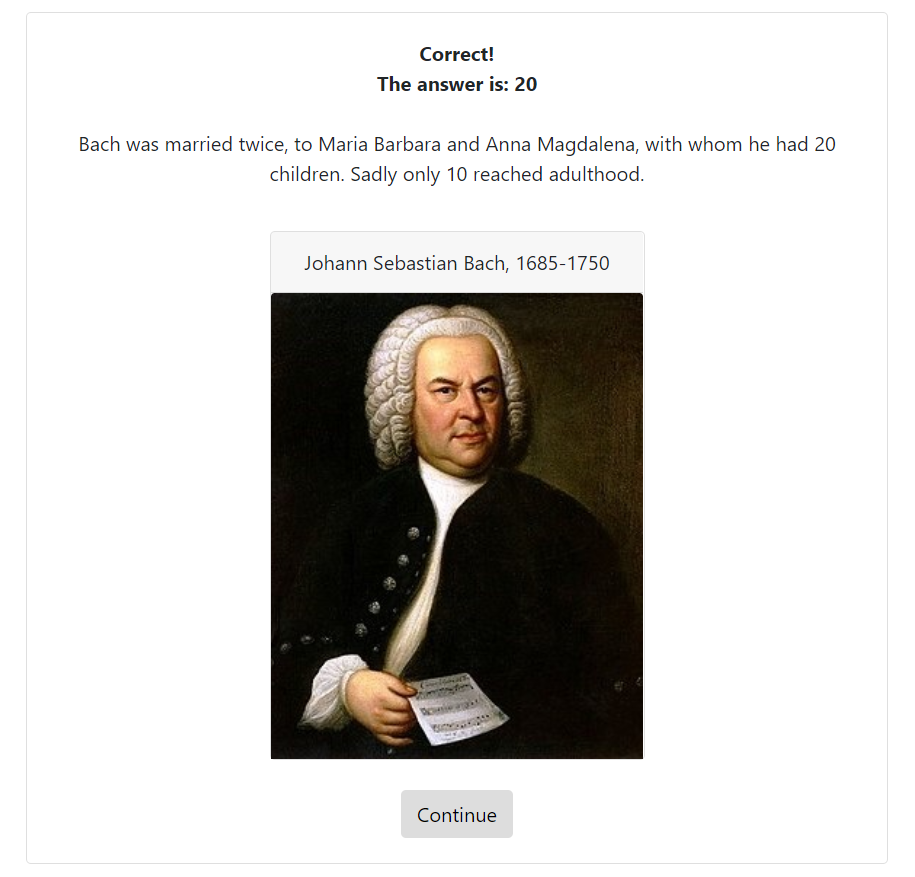 Correct!
The answer is: 20
Bach was married twice, to Maria Barbara and Anna Magdalena, with whom he had 20
children. Sadly only 10 reached adulthood.
Johann Sebastian Bach, 1685-1750
Continue